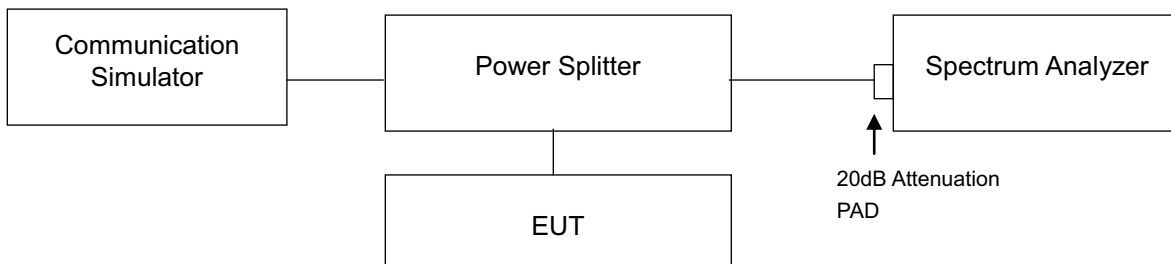 Communication
Simulator
Power Splitter
Spectrum Analyzer
20dB Attenuation
PAD
EUT